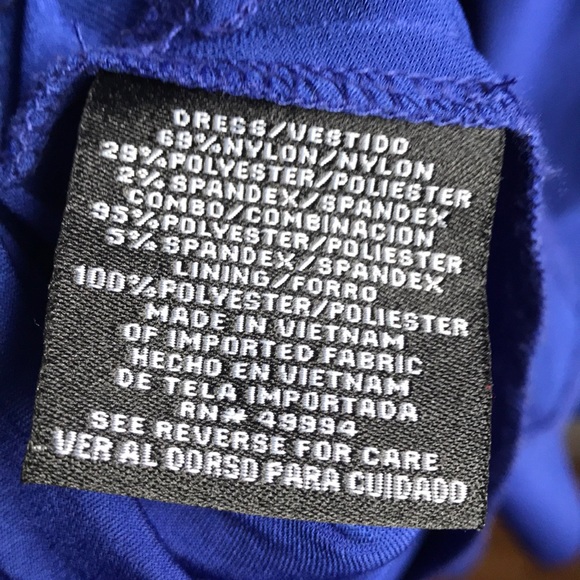 DRESS/VESTIDO
69%NYLON/NYLON
29%POLYESTER/POLIESTER
2%SPANDEX/SPANDEX
COMBO/COMBINACION
95%POLYESTER/POLIESTER
5%SPANDEX/SPANDEX
LINING/FORRO
100%POLYESTER/POLIESTER
MADE IN VIETNAM
OF IMPORTED FABRIC
HECHO EN VIETNAM
DE TELA IMPORTADA
RN# 49994
SEE REVERSE FOR CARE
VER AL DORSO PARA CUIDADO